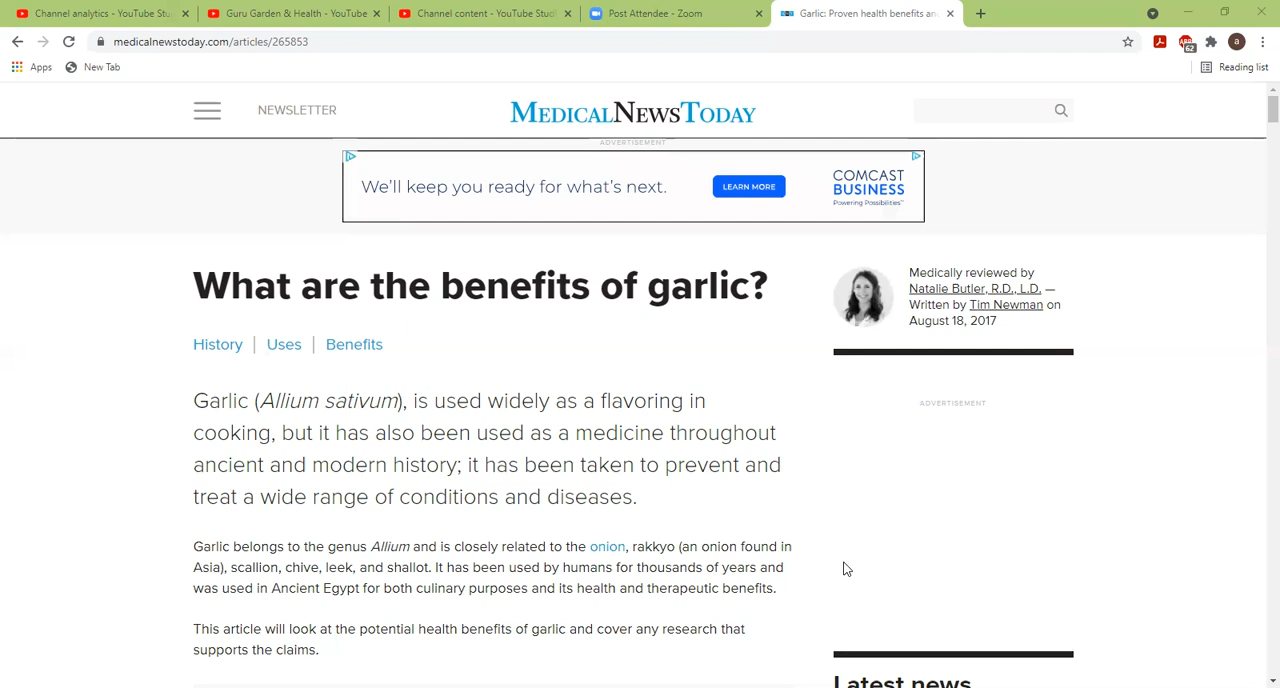 Channel analytics - YouTube Stu
Guru Garden & Health - YouTube
Channel content - YouTube Stud
Post Attendee - Zoom
Garlic: Proven health benefits an
medicalnewstoday.com/articles/265853
62
a
Apps
New Tab
Reading list
NEWSLETTER
MEDICALNEWSTODAY
ADVERTISEMENT
We'll keep you ready for what's next.
LEARN MORE
COMCAST
BUSINESS
Powering Possibilities™
What are the benefits of garlic?
History | Uses | Benefits
Garlic (Allium sativum), is used widely as a flavoring in
cooking, but it has also been used as a medicine throughout
ancient and modern history; it has been taken to prevent and
treat a wide range of conditions and diseases.
Garlic belongs to the genus Allium and is closely related to the onion, rakkyo (an onion found in
Asia), scallion, chive, leek, and shallot. It has been used by humans for thousands of years and
was used in Ancient Egypt for both culinary purposes and its health and therapeutic benefits.
This article will look at the potential health benefits of garlic and cover any research that
supports the claims.
Medically reviewed by
Natalie Butler, R.D., L.D. —
Written by Tim Newman on
August 18, 2017
ADVERTISEMENT
Latest news